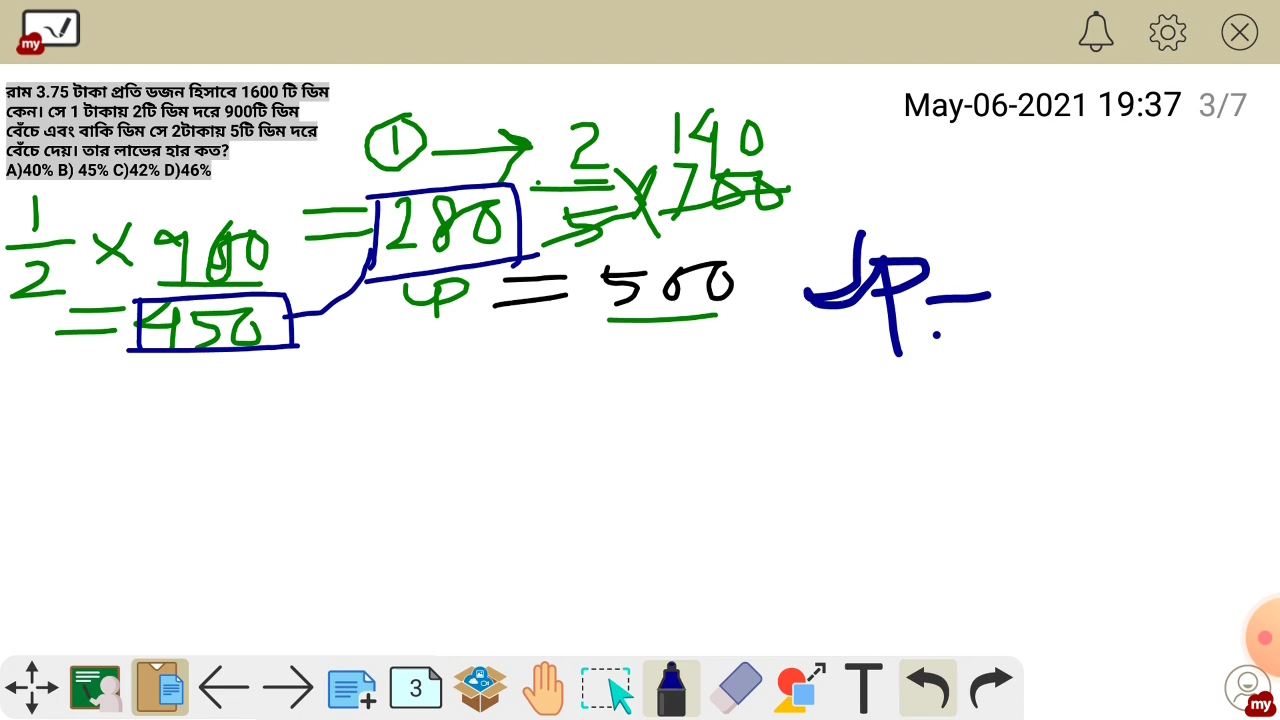 my
May-06-2021 19:37 3/7
রাম 3.75 টাকা প্রতি ডজন হিসাবে 1600 টি ডিম
কেন। সে 1 টাকায় 2টি ডিম দরে 900টি ডিম
বেঁচে এবং বাকি ডিম সে 2টাকায় 5টি ডিম দরে
বেঁচে দেয়। তার লাভের হার কত?
A)40% B) 45% C)42% D)46%
1 → 2/5 × 700 140
1/2 × 900 = 280
= 450
CP = 500
SP -
3
T
my